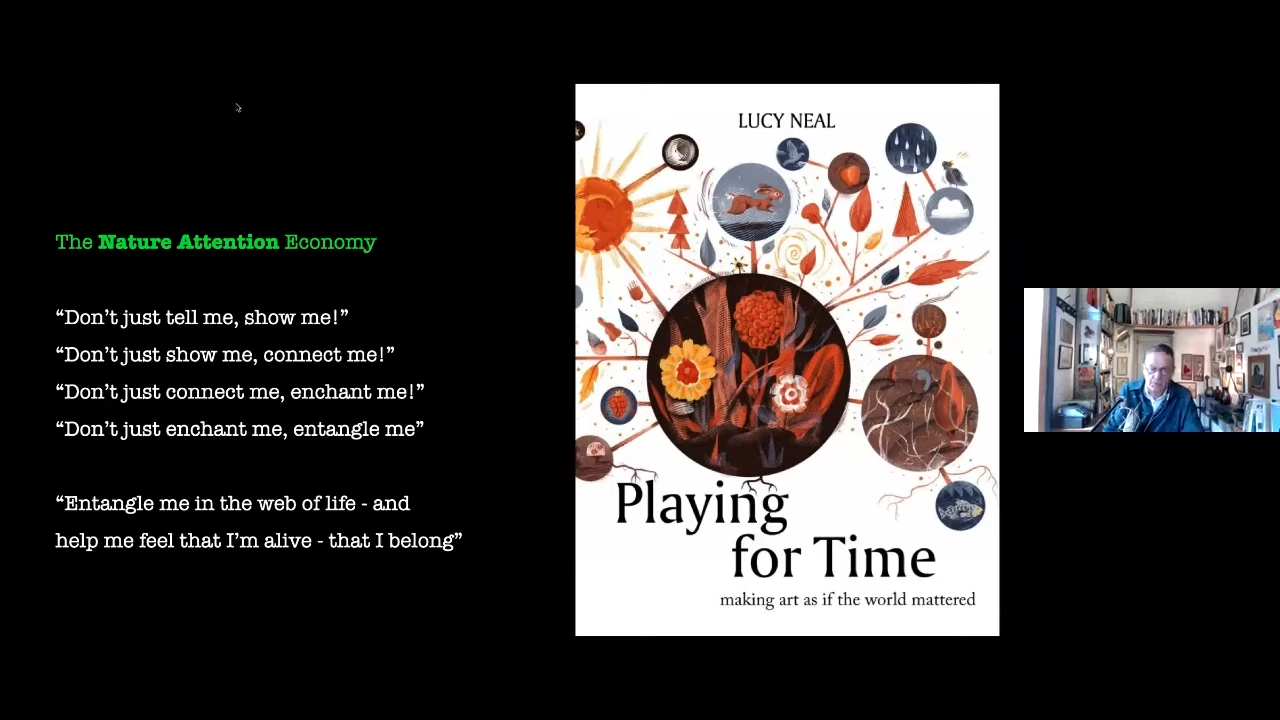 The Nature Attention Economy
“Don’t just tell me, show me!”
“Don’t just show me, connect me!”
“Don’t just connect me, enchant me!”
“Don’t just enchant me, entangle me”
“Entangle me in the web of life - and
help me feel that I’m alive - that I belong”
LUCY NEAL
Playing
for Time
making art as if the world mattered